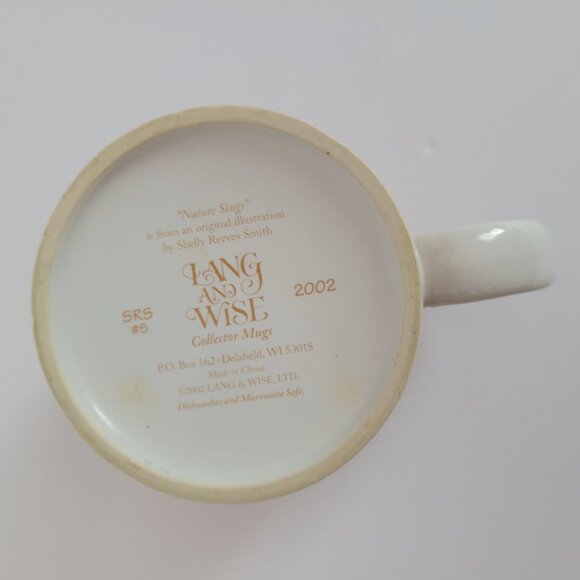 "Nature Sings"
is from an original illustration
by Shelly Reeves Smith
LANG
AND
WISE
SRS
#5
2002
Collector Mugs
P.O. Box 162 - Delafield, WI 53018
Made in China.
©2002 LANG & WISE, LTD.
Dishwasher and Microwave Safe.